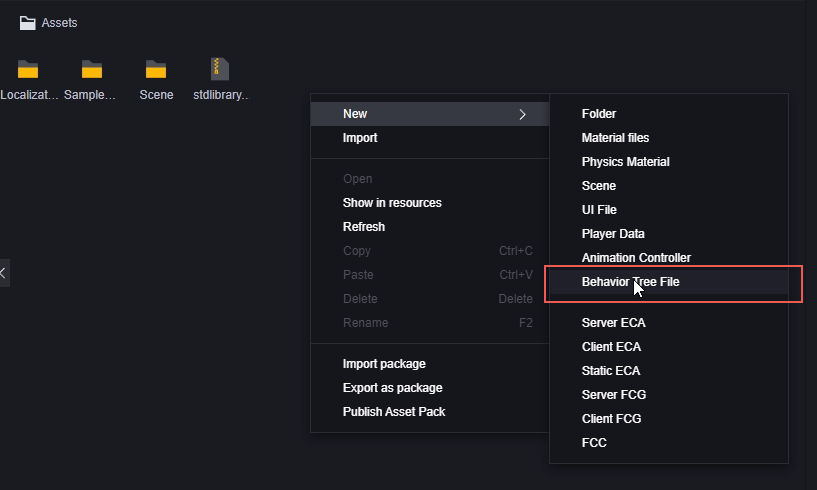 Assets
Localizat...
Sample...
Scene
stdlibrary...
New
Import
Open
Show in resources
Refresh
Copy Ctrl+C
Paste Ctrl+V
Delete Delete
Rename F2
Import package
Export as package
Publish Asset Pack
Folder
Material files
Physics Material
Scene
UI File
Player Data
Animation Controller
Behavior Tree File
Server ECA
Client ECA
Static ECA
Server FCG
Client FCG
FCC